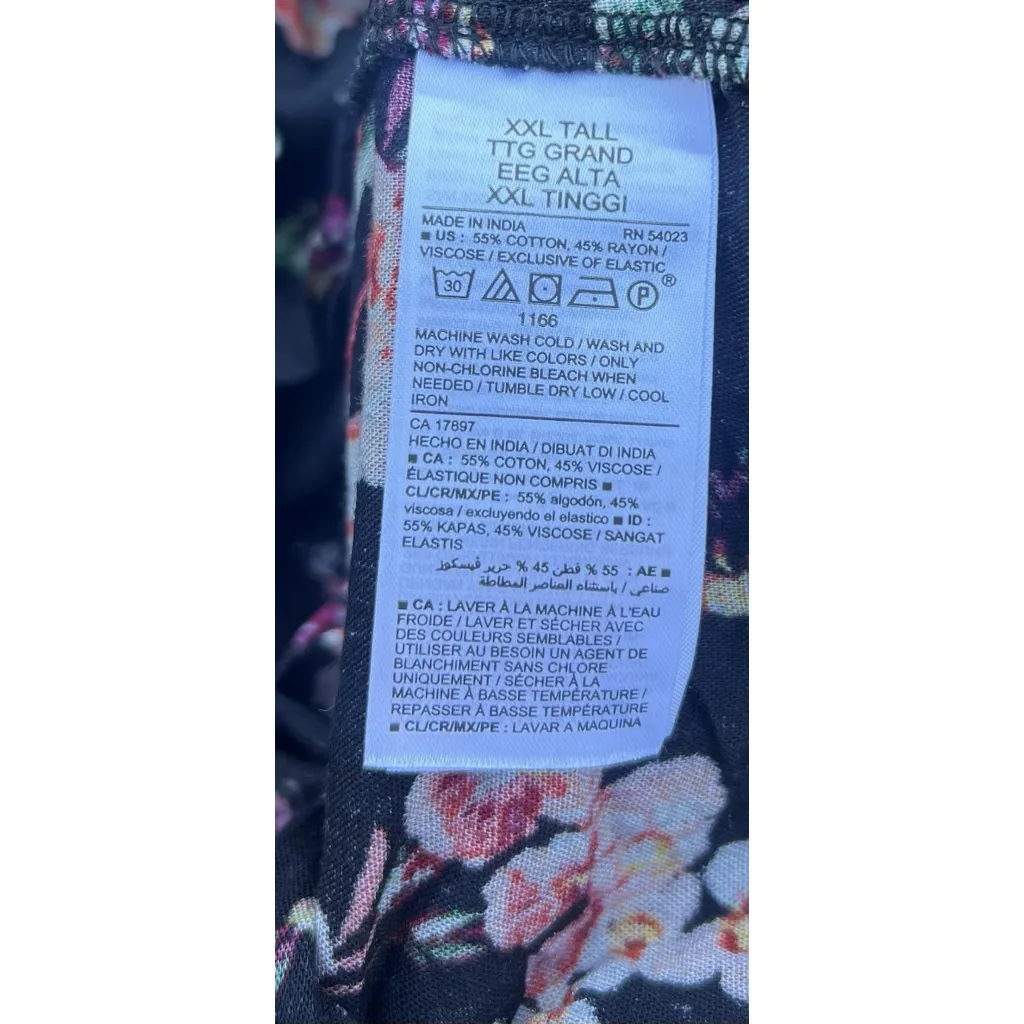 XXL TALL
TTG GRAND
EEG ALTA
XXL TINGGI
MADE IN INDIA RN 54023
■ US : 55% COTTON, 45% RAYON /
VISCOSE / EXCLUSIVE OF ELASTIC
30 P ®
1166
MACHINE WASH COLD / WASH AND
DRY WITH LIKE COLORS / ONLY
NON-CHLORINE BLEACH WHEN
NEEDED / TUMBLE DRY LOW / COOL
IRON
CA 17897
HECHO EN INDIA / DIBUAT DI INDIA
■ CA : 55% COTON, 45% VISCOSE /
ÉLASTIQUE NON COMPRIS ■
CL/CR/MX/PE : 55% algodón, 45%
viscosa / excluyendo el elastico ■ ID :
55% KAPAS, 45% VISCOSE / SANGAT
ELASTIS
■ AE : 55 % قطن 45 % حرير فيسكوز
صناعي / باستثناء العناصر المطاطة
■ CA : LAVER À LA MACHINE À L'EAU
FROIDE / LAVER ET SÉCHER AVEC
DES COULEURS SEMBLABLES /
UTILISER AU BESOIN UN AGENT DE
BLANCHIMENT SANS CHLORE
UNIQUEMENT / SÉCHER À LA
MACHINE À BASSE TEMPÉRATURE /
REPASSER À BASSE TEMPÉRATURE
■ CL/CR/MX/PE : LAVAR A MAQUINA